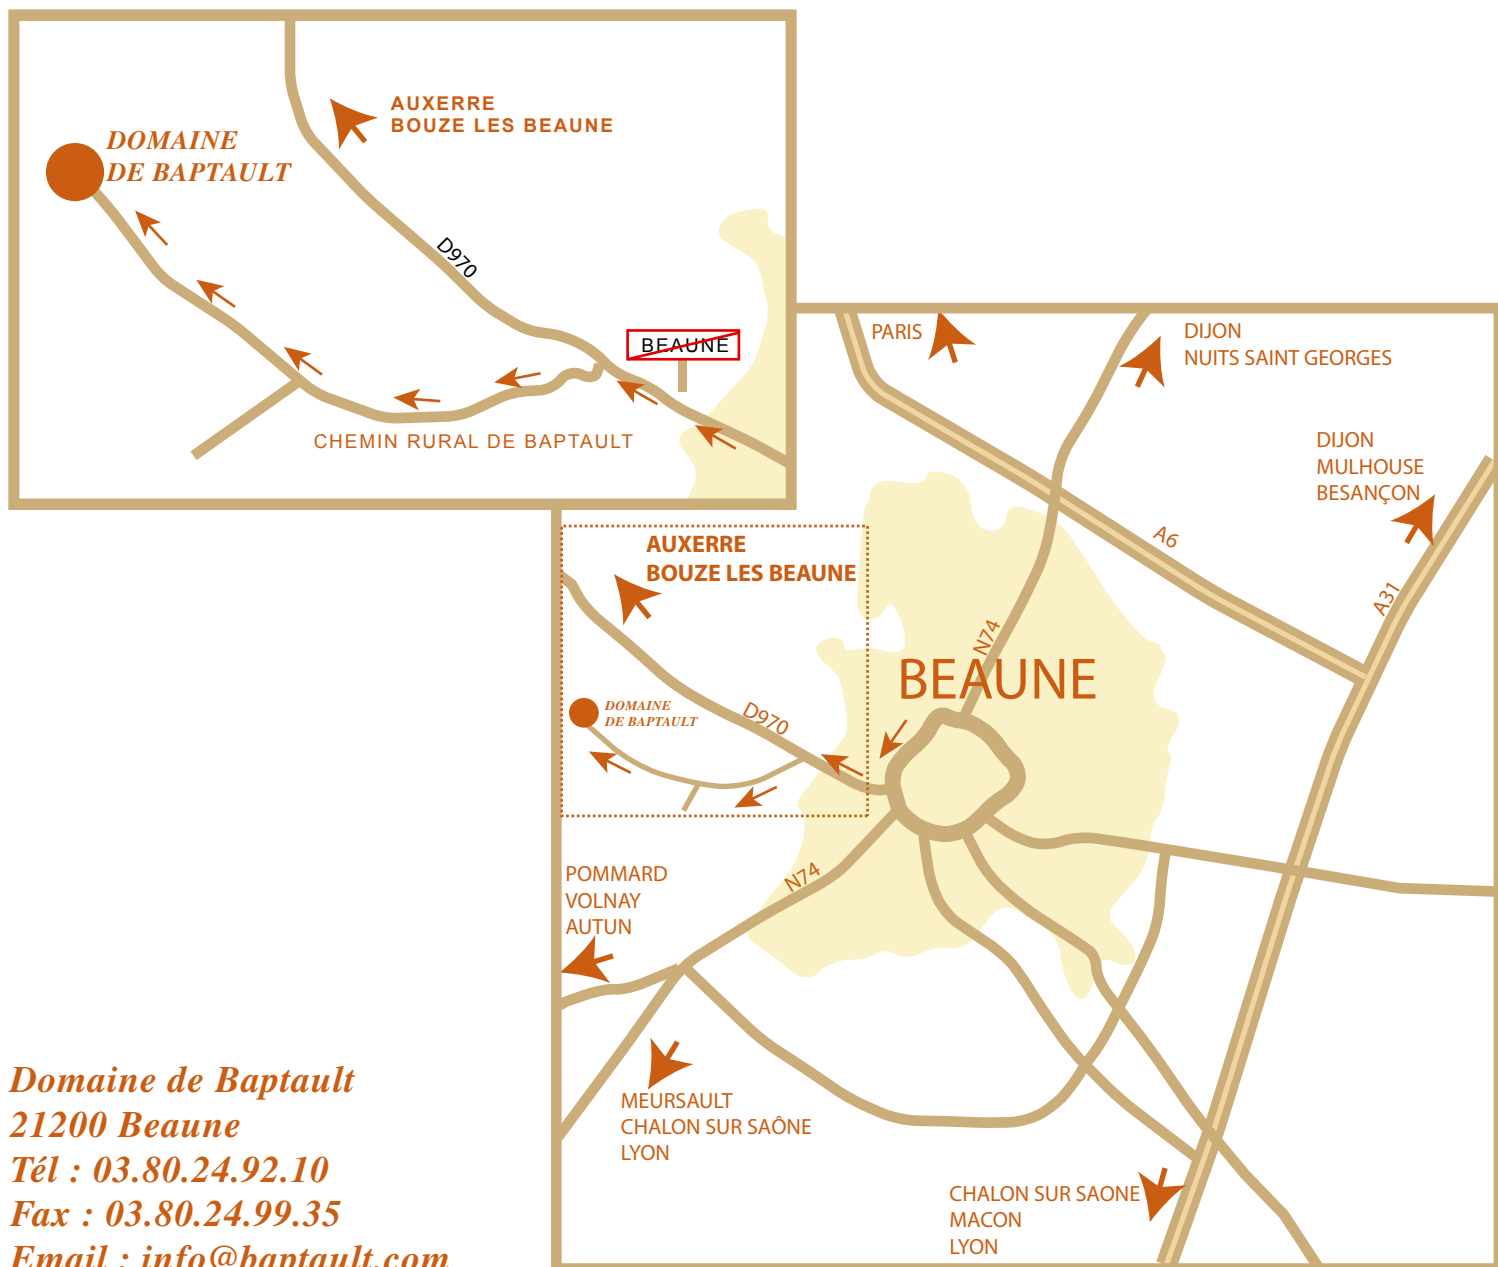 AUXERRE
BOUZE LES BEAUNE
DOMAINE
DE BAPTAULT
D970
BEAUNE
CHEMIN RURAL DE BAPTAULT
PARIS
DIJON
NUITS SAINT GEORGES
DIJON
MULHOUSE
BESANÇON
A6
A31
AUXERRE
BOUZE LES BEAUNE
N74
BEAUNE
DOMAINE
DE BAPTAULT
D970
N74
POMMARD
VOLNAY
AUTUN
MEURSAULT
CHALON SUR SAÔNE
LYON
CHALON SUR SAONE
MACON
LYON
Domaine de Baptault
21200 Beaune
Tél : 03.80.24.92.10
Fax : 03.80.24.99.35
Email : info@baptault.com